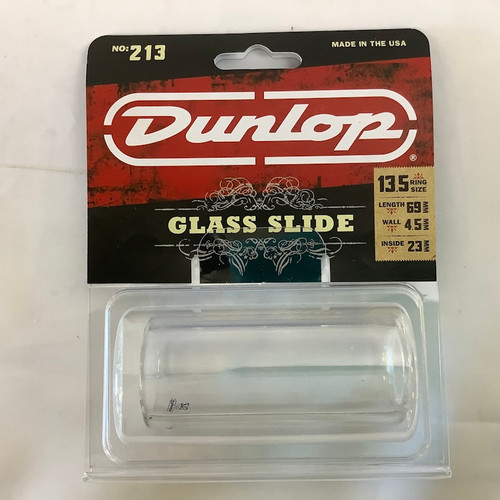 NO: 213
MADE IN THE USA
Dunlop®
GLASS SLIDE
13.5 RING SIZE
LENGTH 69 MM
WALL 4.5 MM
INSIDE 23 MM